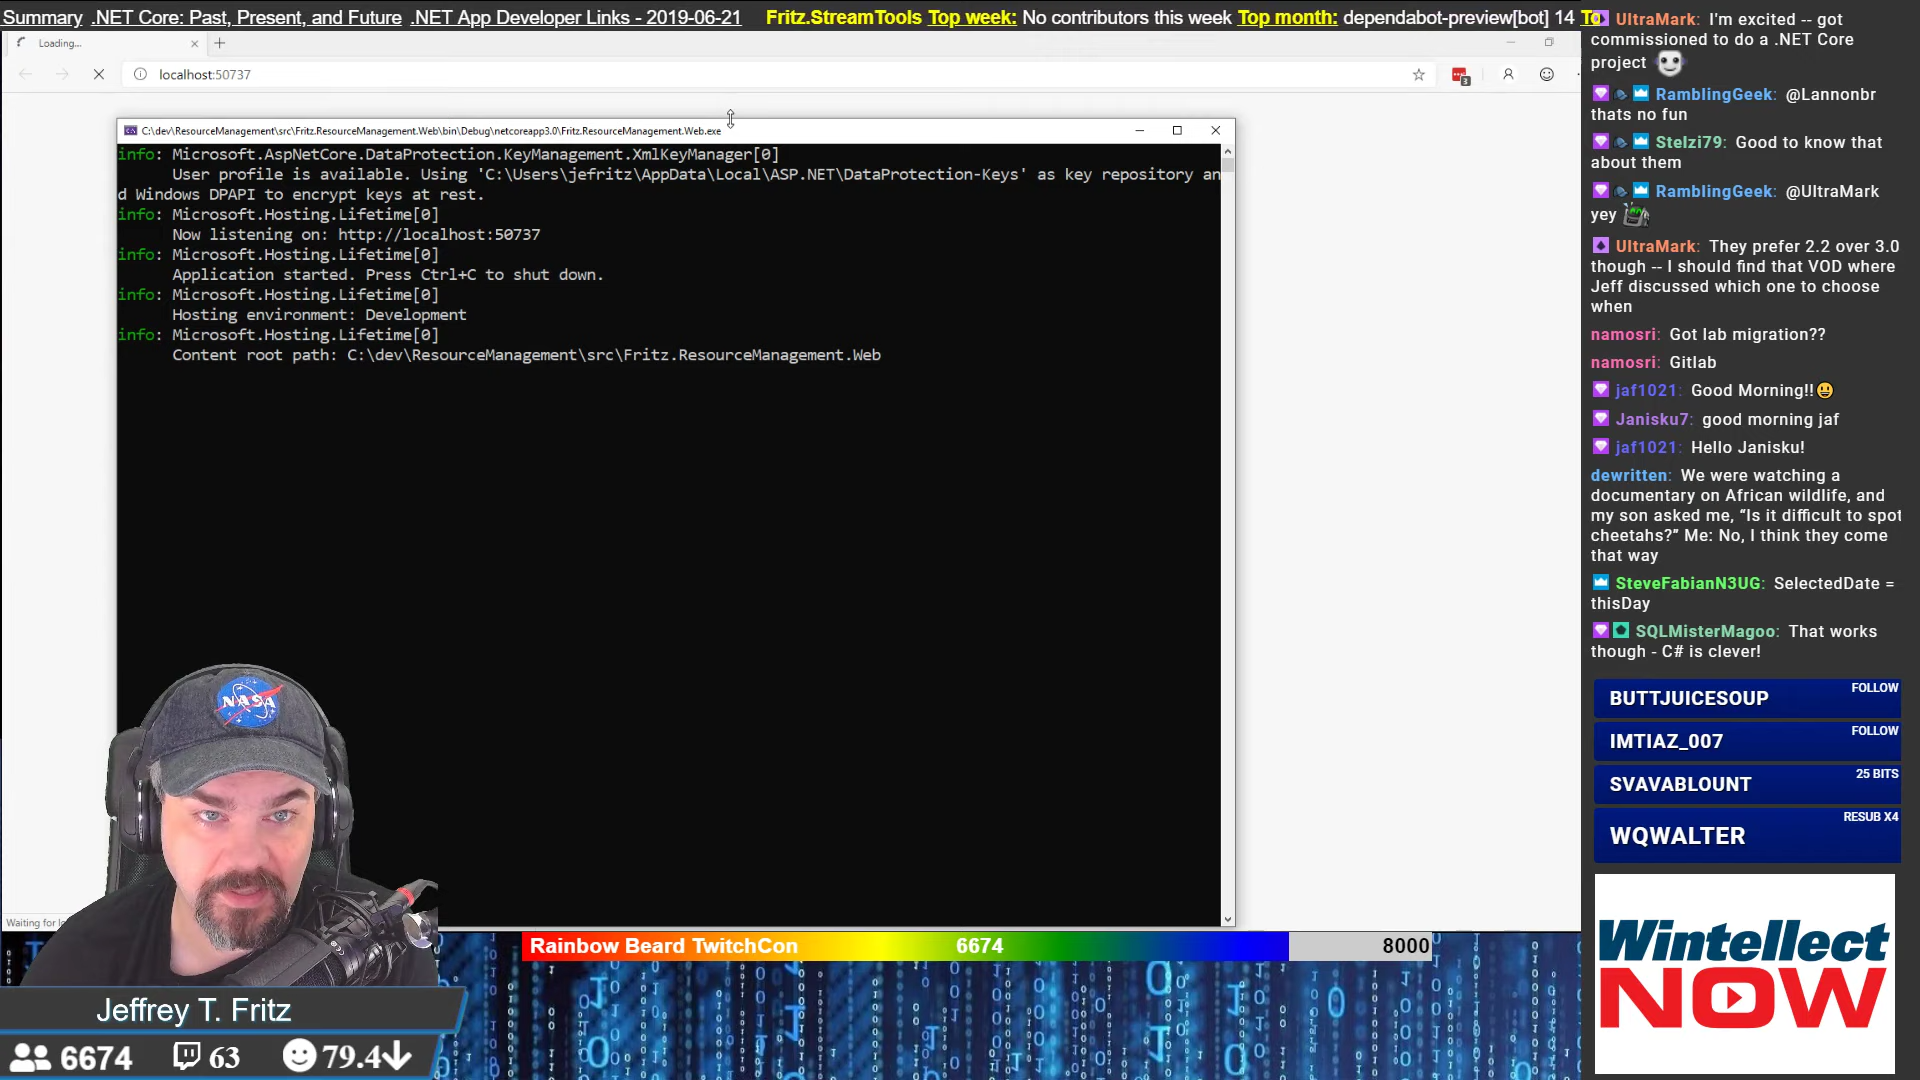 Summary .NET Core: Past, Present, and Future .NET App Developer Links - 2019-06-21 Fritz.StreamTools Top week: No contributors this week Top month: dependabot-preview[bot] 14
Loading...
localhost:50737
3
C:\dev\ResourceManagement\src\Fritz.ResourceManagement.Web\bin\Debug\netcoreapp3.0\Fritz.ResourceManagement.Web.exe
info: Microsoft.AspNetCore.DataProtection.KeyManagement.XmlKeyManager[0]
User profile is available. Using 'C:\Users\jefritz\AppData\Local\ASP.NET\DataProtection-Keys' as key repository an
d Windows DPAPI to encrypt keys at rest.
info: Microsoft.Hosting.Lifetime[0]
Now listening on: http://localhost:50737
info: Microsoft.Hosting.Lifetime[0]
Application started. Press Ctrl+C to shut down.
info: Microsoft.Hosting.Lifetime[0]
Hosting environment: Development
info: Microsoft.Hosting.Lifetime[0]
Content root path: C:\dev\ResourceManagement\src\Fritz.ResourceManagement.Web
NASA
Waiting for
Rainbow Beard TwitchCon 6674 8000
Jeffrey T. Fritz
6674 63 79.4
UltraMark: I'm excited -- got
commissioned to do a .NET Core
project
RamblingGeek: @Lannonbr
thats no fun
Stelzi79: Good to know that
about them
RamblingGeek: @UltraMark
yey
UltraMark: They prefer 2.2 over 3.0
though -- I should find that VOD where
Jeff discussed which one to choose
when
namosri: Got lab migration??
namosri: Gitlab
jaf1021: Good Morning!!
Janisku7: good morning jaf
jaf1021: Hello Janisku!
dewritten: We were watching a
documentary on African wildlife, and
my son asked me, “Is it difficult to spot
cheetahs?” Me: No, I think they come
that way
SteveFabianN3UG: SelectedDate =
thisDay
SQLMisterMagoo: That works
though - C# is clever!
BUTTJUICESOUP FOLLOW
IMTIAZ_007 FOLLOW
SVAVABLOUNT 25 BITS
WQWALTER RESUB X4
Wintellect
NOW